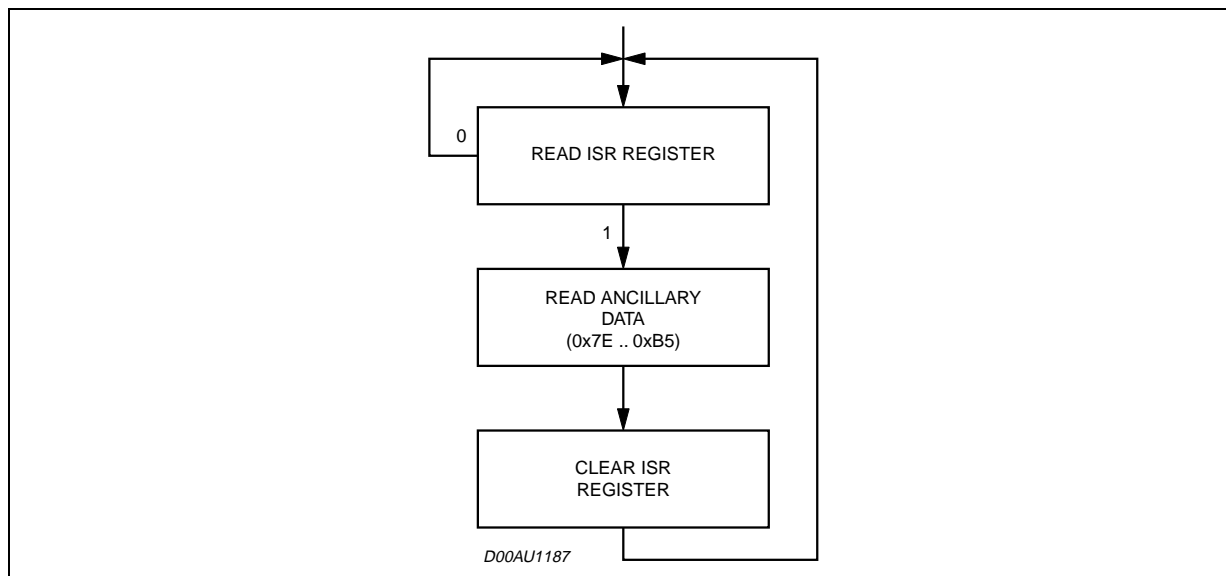 0
READ ISR REGISTER
1
READ ANCILLARY
DATA
(0x7E .. 0xB5)
CLEAR ISR
REGISTER
D00AU1187